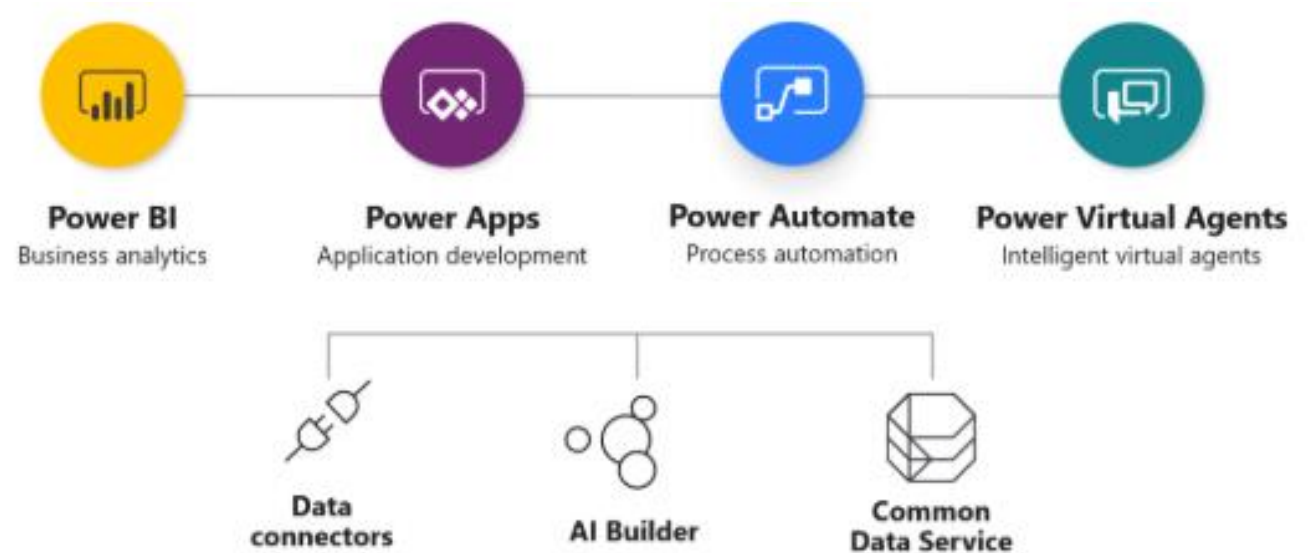 Power BI
Business analytics
Power Apps
Application development
Power Automate
Process automation
Power Virtual Agents
Intelligent virtual agents
Data
connectors
AI Builder
Common
Data Service